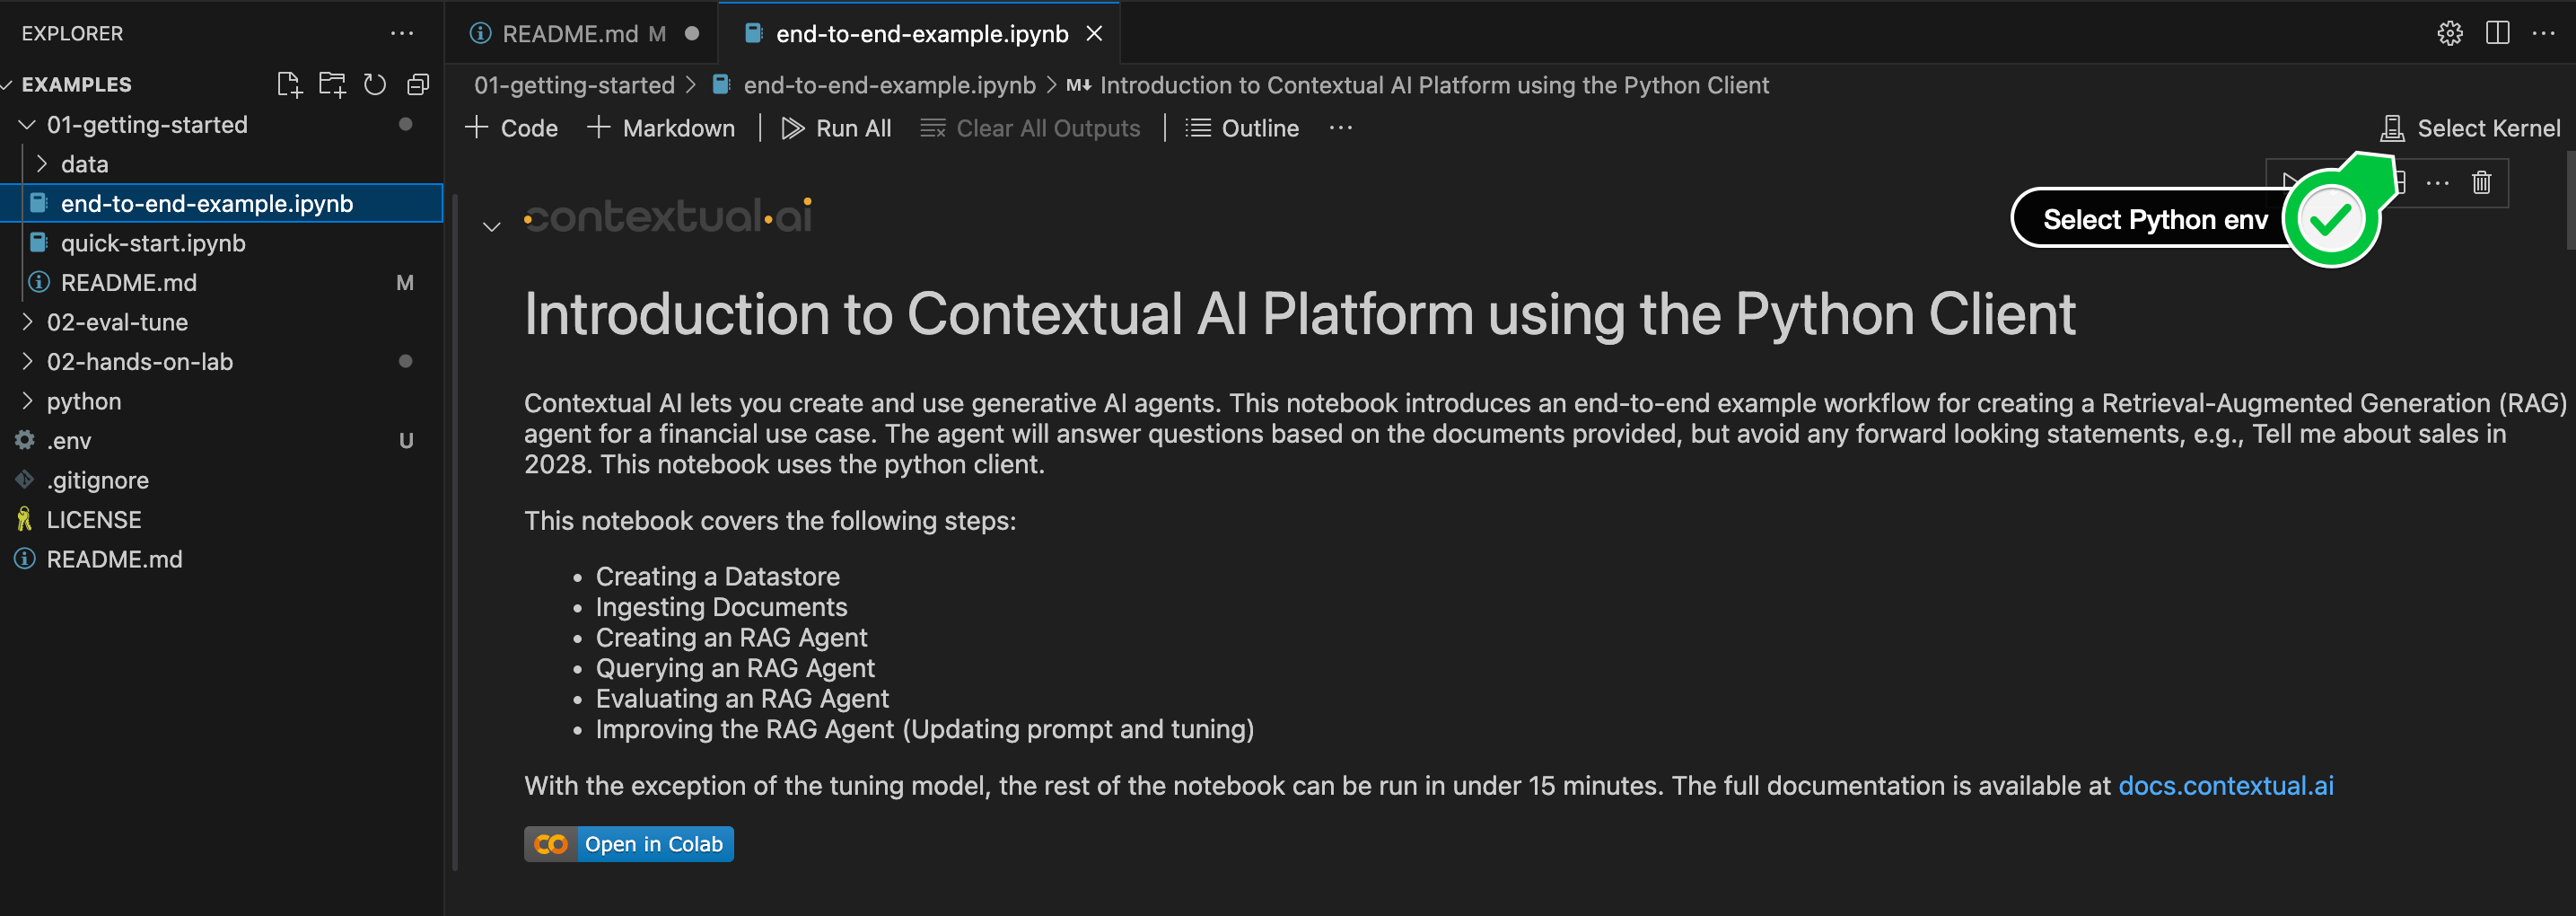 EXPLORER
EXAMPLES
01-getting-started
data
end-to-end-example.ipynb
quick-start.ipynb
README.md M
02-eval-tune
02-hands-on-lab
python
.env U
.gitignore
LICENSE
README.md
README.md M
end-to-end-example.ipynb
01-getting-started > end-to-end-example.ipynb > M↓ Introduction to Contextual AI Platform using the Python Client
+ Code + Markdown | Run All Clear All Outputs | Outline ...
Select Kernel
Select Python env
contextual.ai
Introduction to Contextual AI Platform using the Python Client
Contextual AI lets you create and use generative AI agents. This notebook introduces an end-to-end example workflow for creating a Retrieval-Augmented Generation (RAG)
agent for a financial use case. The agent will answer questions based on the documents provided, but avoid any forward looking statements, e.g., Tell me about sales in
2028. This notebook uses the python client.
This notebook covers the following steps:
• Creating a Datastore
• Ingesting Documents
• Creating an RAG Agent
• Querying an RAG Agent
• Evaluating an RAG Agent
• Improving the RAG Agent (Updating prompt and tuning)
With the exception of the tuning model, the rest of the notebook can be run in under 15 minutes. The full documentation is available at docs.contextual.ai
Open in Colab